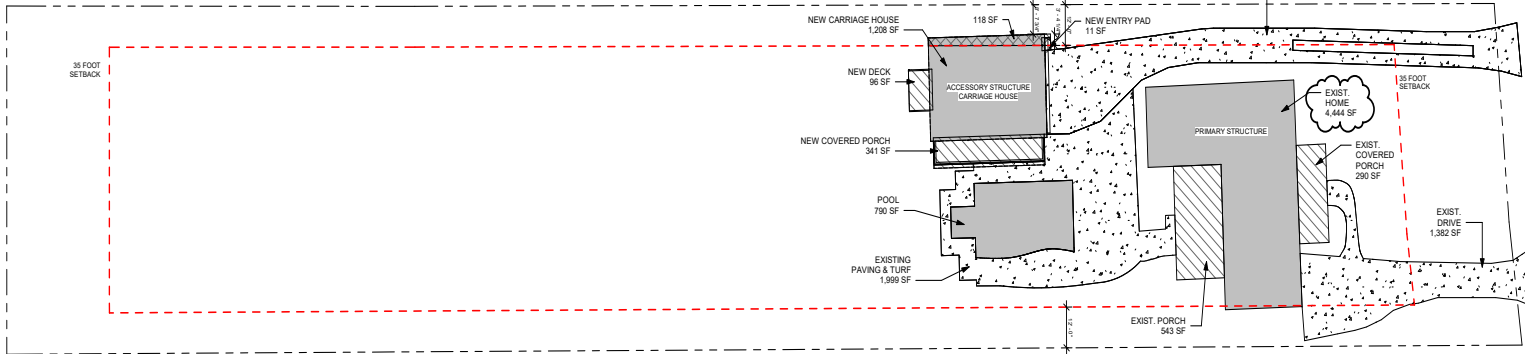 NEW CARRIAGE HOUSE
1,208 SF
118 SF
NEW ENTRY PAD
11 SF
35 FOOT
SETBACK
NEW DECK
96 SF
ACCESSORY STRUCTURE
CARRIAGE HOUSE
35 FOOT
SETBACK
EXIST.
HOME
4,444 SF
PRIMARY STRUCTURE
NEW COVERED PORCH
341 SF
EXIST.
COVERED
PORCH
290 SF
POOL
790 SF
EXIST.
DRIVE
1,382 SF
EXISTING
PAVING & TURF
1,999 SF
EXIST. PORCH
543 SF
12'-0"